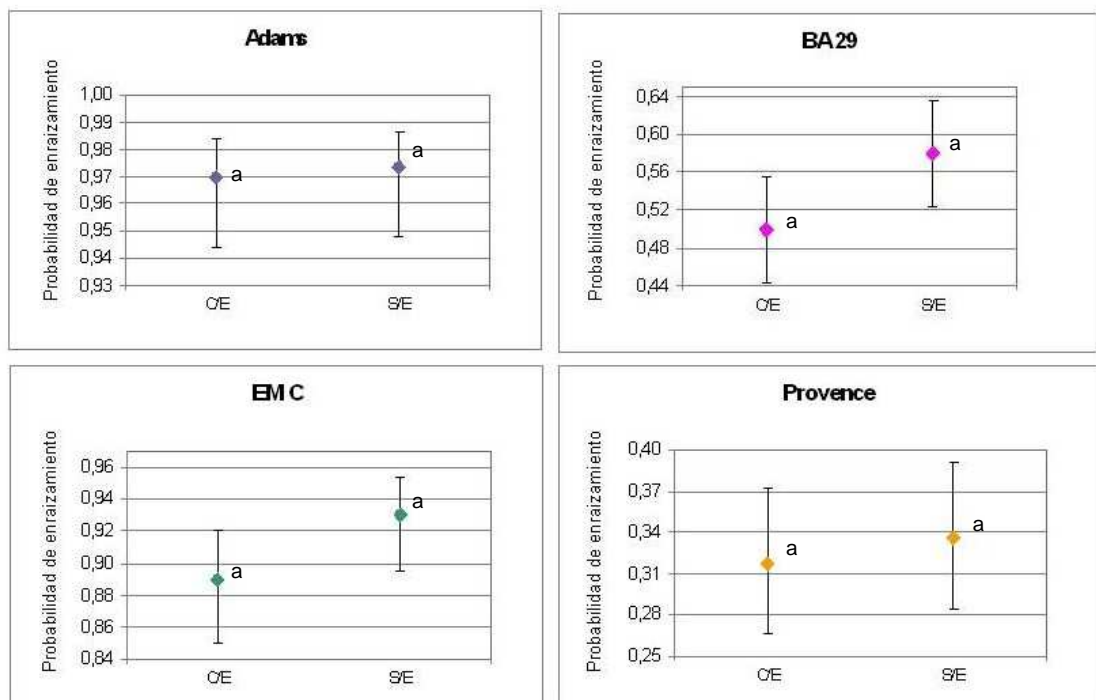 Adams
Probabilidad de enraizamiento
1,00
0,99
0,98
0,97
0,96
0,95
0,94
0,93
a
a
C/E
S/E
BA29
Probabilidad de enraizamiento
0,64
0,60
0,56
0,52
0,48
0,44
a
a
C/E
S/E
EMC
Probabilidad de enraizamiento
0,96
0,94
0,92
0,90
0,88
0,86
0,84
a
a
C/E
S/E
Provence
Probabilidad de enraizamiento
0,40
0,37
0,34
0,31
0,28
0,25
a
a
C/E
S/E